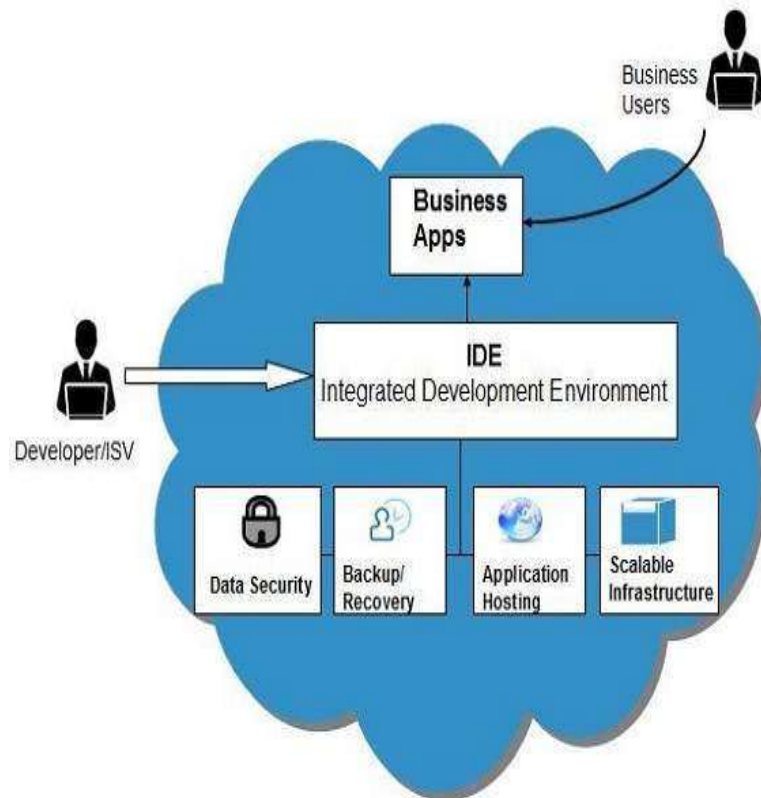 Business
Users
Business
Apps
IDE
Integrated Development Environment
Developer/ISV
Data Security
Backup/
Recovery
Application
Hosting
Scalable
Infrastructure